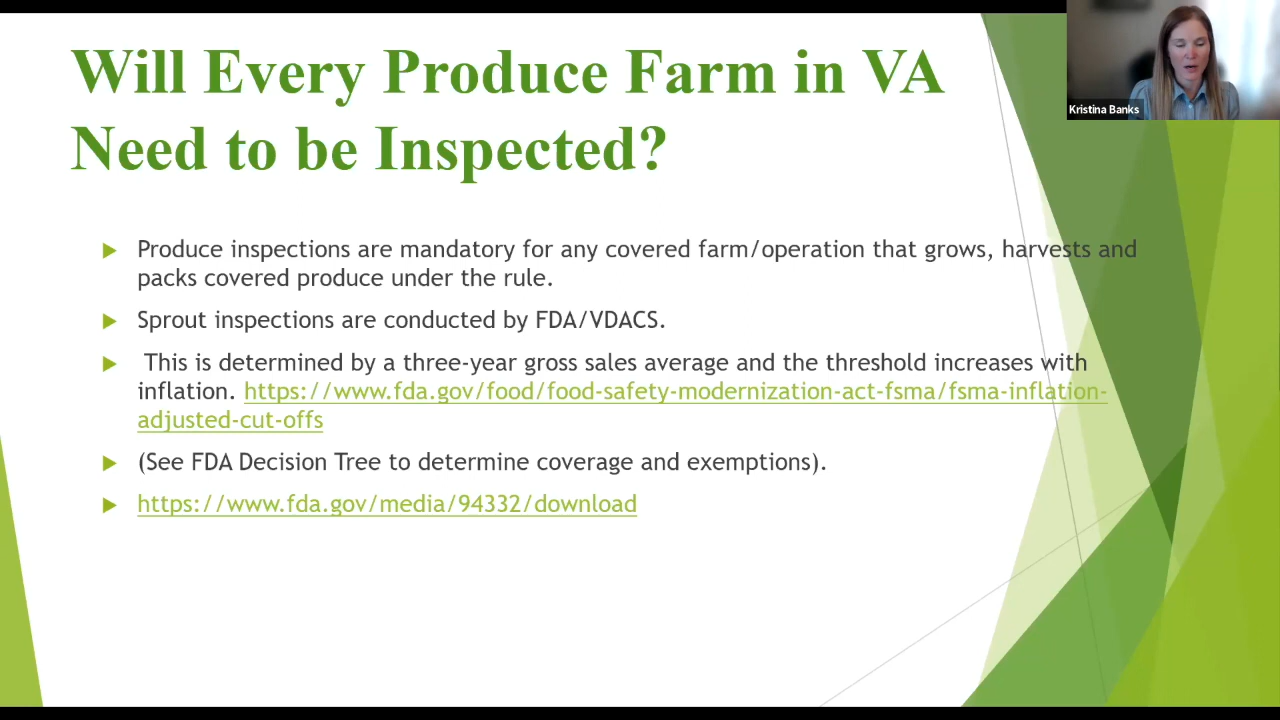 Will Every Produce Farm in VA
Need to be Inspected?
Kristina Banks
Produce inspections are mandatory for any covered farm/operation that grows, harvests and
packs covered produce under the rule.
Sprout inspections are conducted by FDA/VDACS.
This is determined by a three-year gross sales average and the threshold increases with
inflation. https://www.fda.gov/food/food-safety-modernization-act-fsma/fsma-inflation-
adjusted-cut-offs
(See FDA Decision Tree to determine coverage and exemptions).
https://www.fda.gov/media/94332/download